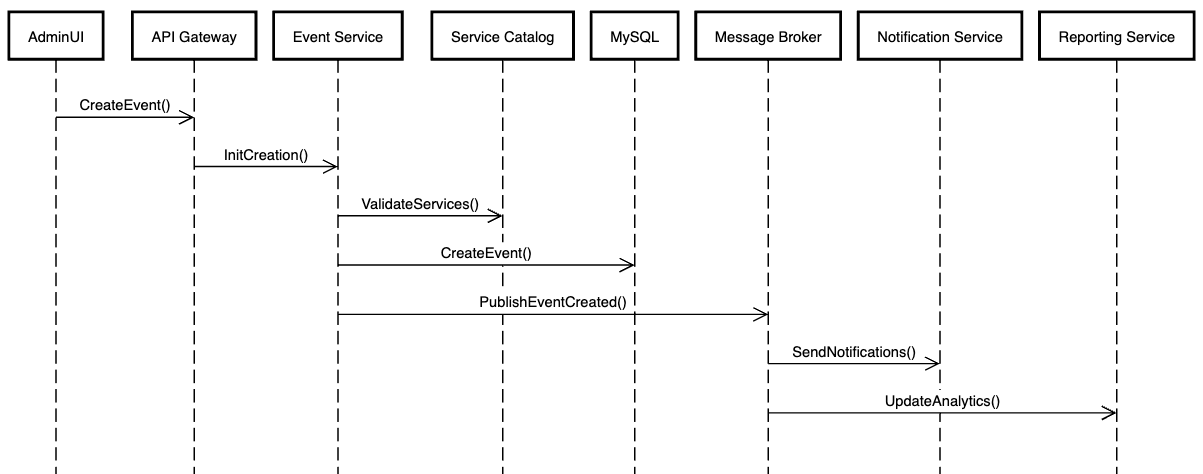 AdminUI
API Gateway
Event Service
Service Catalog
MySQL
Message Broker
Notification Service
Reporting Service
CreateEvent()
InitCreation()
ValidateServices()
CreateEvent()
PublishEventCreated()
SendNotifications()
UpdateAnalytics()